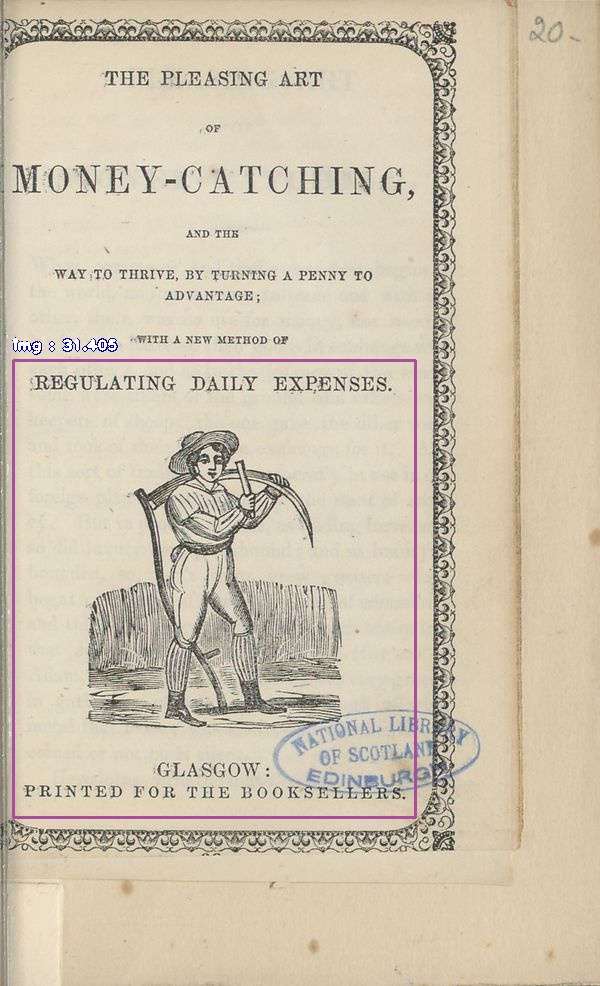 20-
THE PLEASING ART
OF
MONEY-CATCHING,
AND THE
WAY TO THRIVE, BY TURNING A PENNY TO
ADVANTAGE;
WITH A NEW METHOD OF
img : 31.405
REGULATING DAILY EXPENSES.
NATIONAL LIBRARY
OF SCOTLAND
EDINBURGH
GLASGOW:
PRINTED FOR THE BOOKSELLERS.